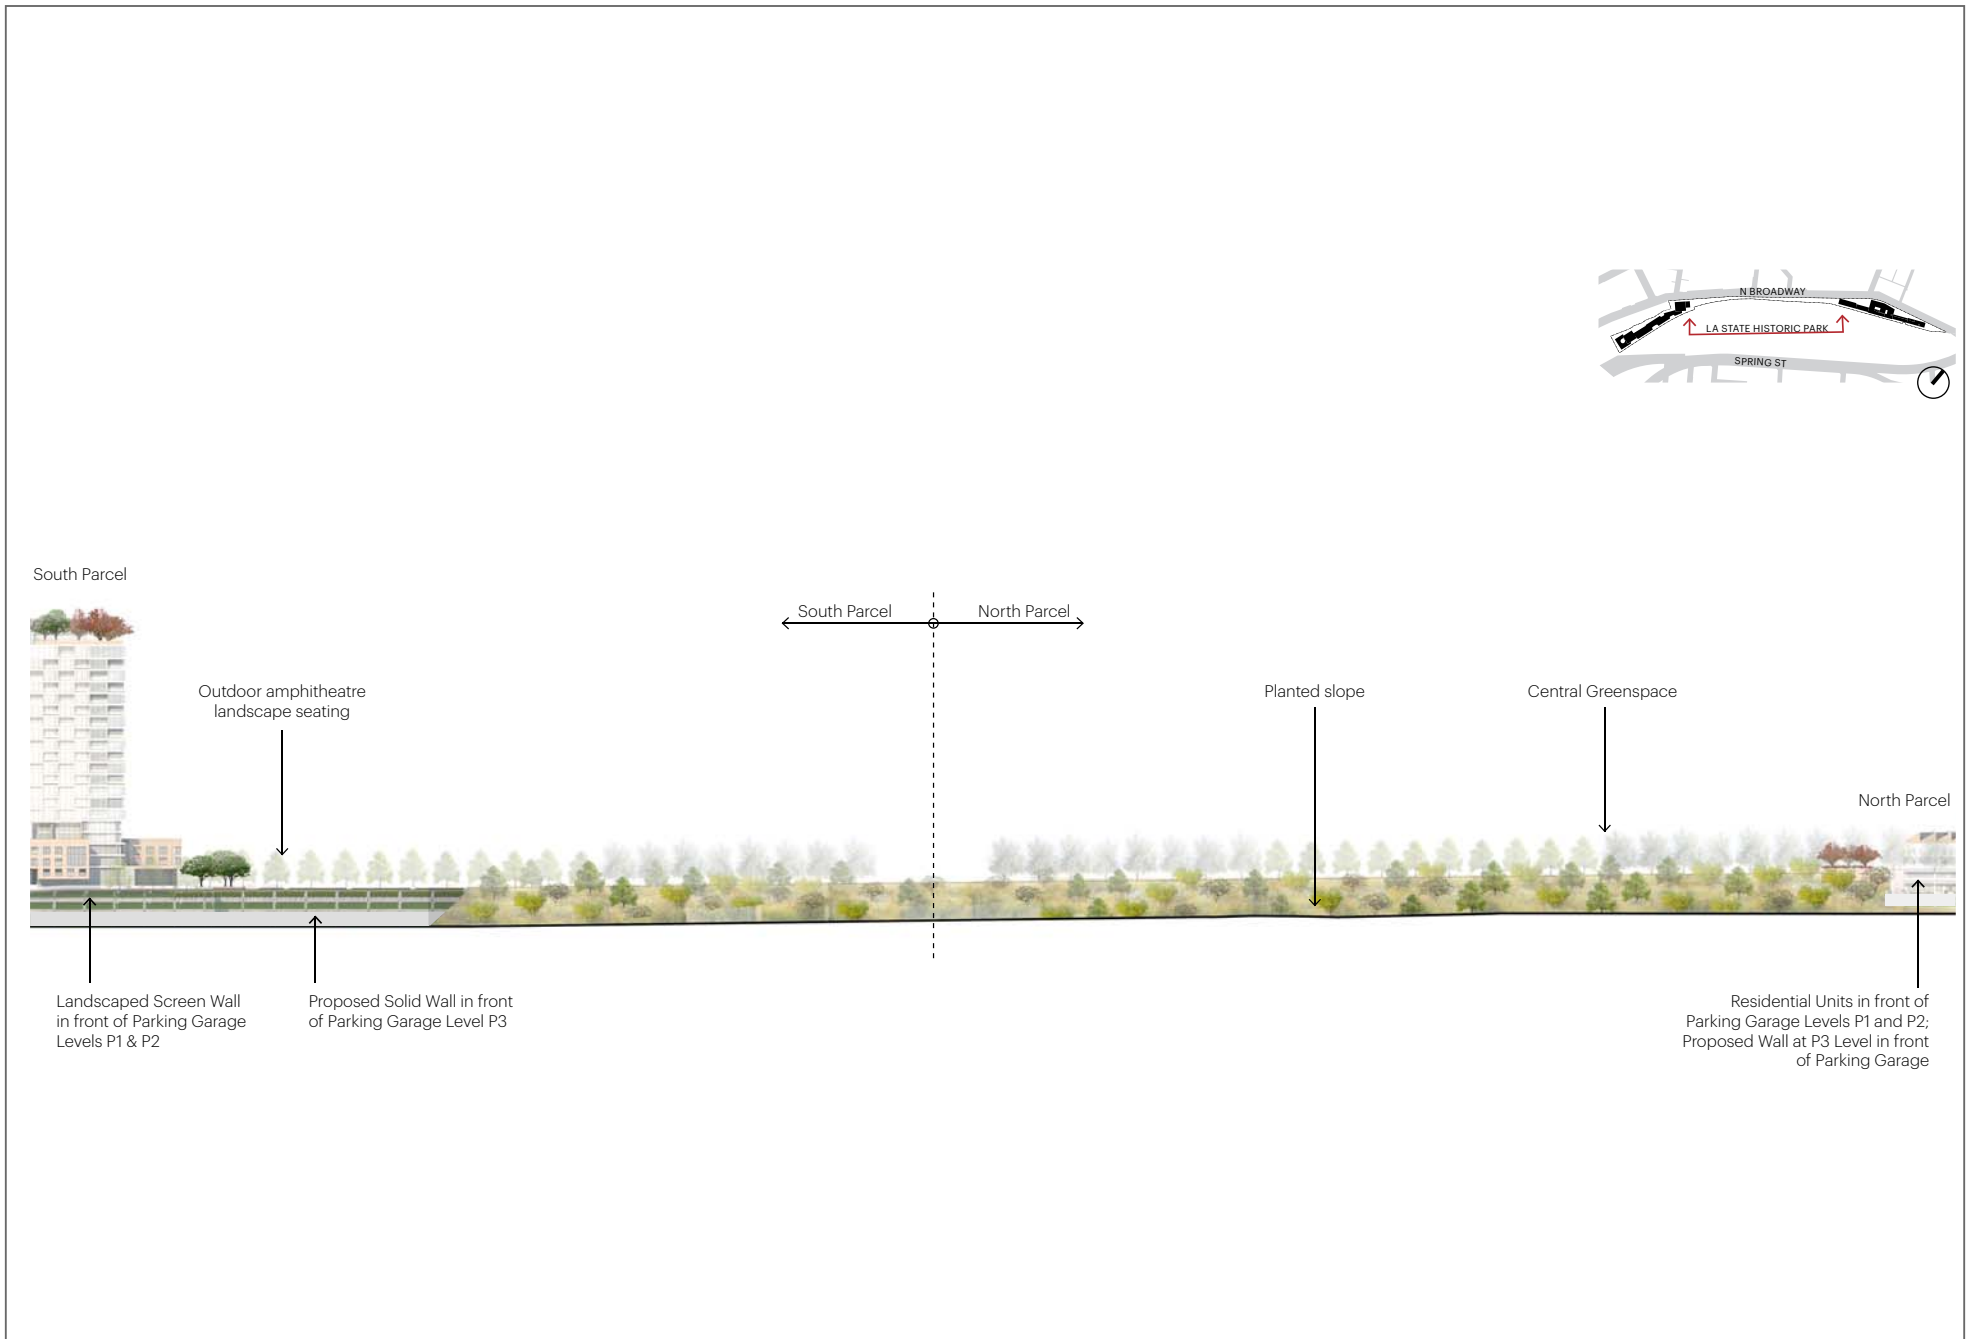 N BROADWAY
LA STATE HISTORIC PARK
SPRING ST
South Parcel
South Parcel
North Parcel
Outdoor amphitheatre
landscape seating
Planted slope
Central Greenspace
North Parcel
Landscaped Screen Wall
in front of Parking Garage
Levels P1 & P2
Proposed Solid Wall in front
of Parking Garage Level P3
Residential Units in front of
Parking Garage Levels P1 and P2;
Proposed Wall at P3 Level in front
of Parking Garage